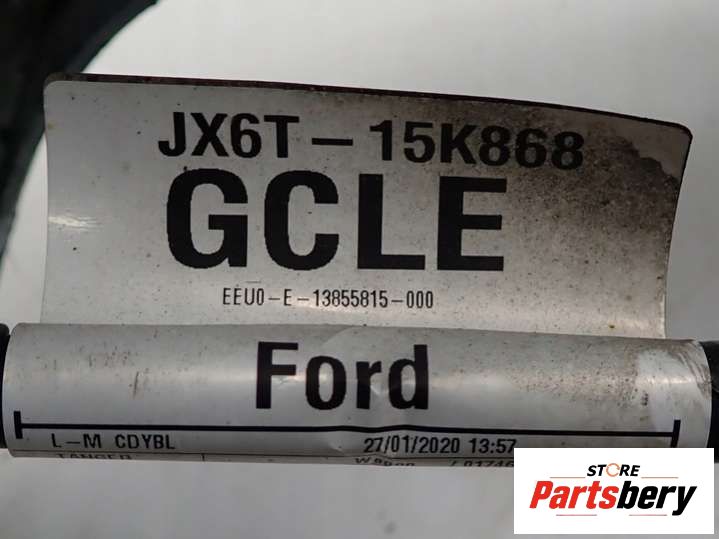 JX6T-15K868
GCLE
EEU0-E-13855815-000
Ford
L-M CDYBL 27/01/2020 13:57
STORE
Partsbery